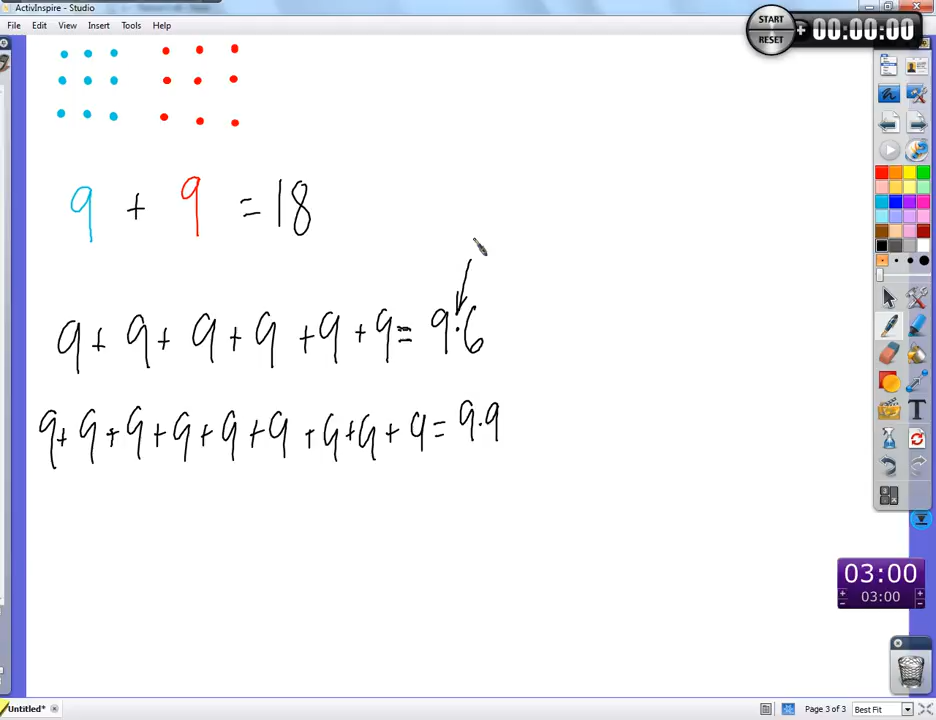 ActivInspire - Studio
File Edit View Insert Tools Help
START
RESET
+ 00:00:00
9 + 9 = 18
9 + 9 + 9 + 9 + 9 + 9 = 9·6
9 + 9 + 9 + 9 + 9 + 9 + 9 + 9 + 9 = 9·9
T
03:00
+ 03:00 +
Untitled* Page 3 of 3 Best Fit